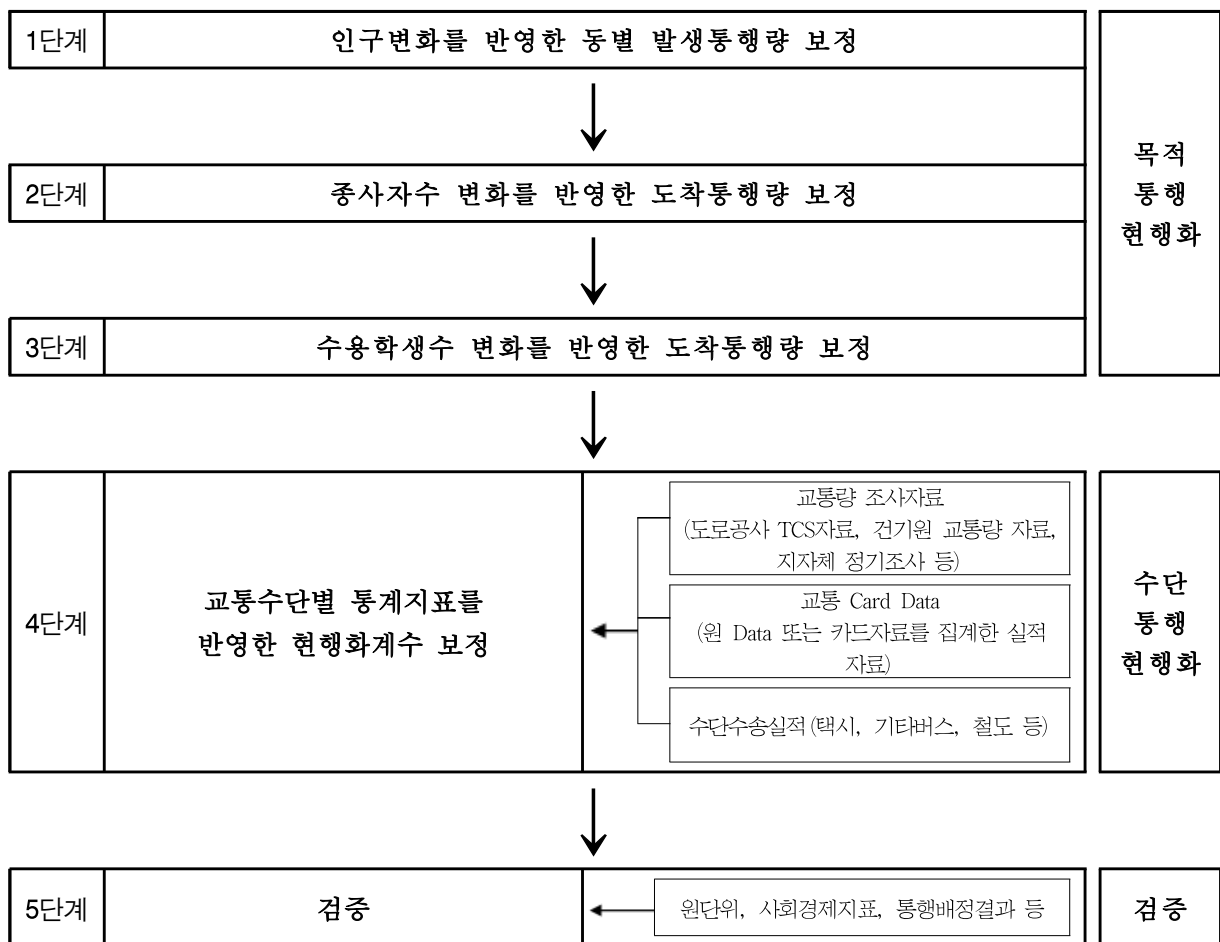 1단계
인구변화를 반영한 동별 발생통행량 보정
2단계
종사자수 변화를 반영한 도착통행량 보정
3단계
수용학생수 변화를 반영한 도착통행량 보정
목적
통행
현행화
4단계
교통수단별 통계지표를
반영한 현행화계수 보정
교통량 조사자료
(도로공사 TCS자료, 건기원 교통량 자료,
지자체 정기조사 등)
교통 Card Data
(원 Data 또는 카드자료를 집계한 실적
자료)
수단수송실적(택시, 기타버스, 철도 등)
수단
통행
현행화
5단계
검증
원단위, 사회경제지표, 통행배정결과 등
검증